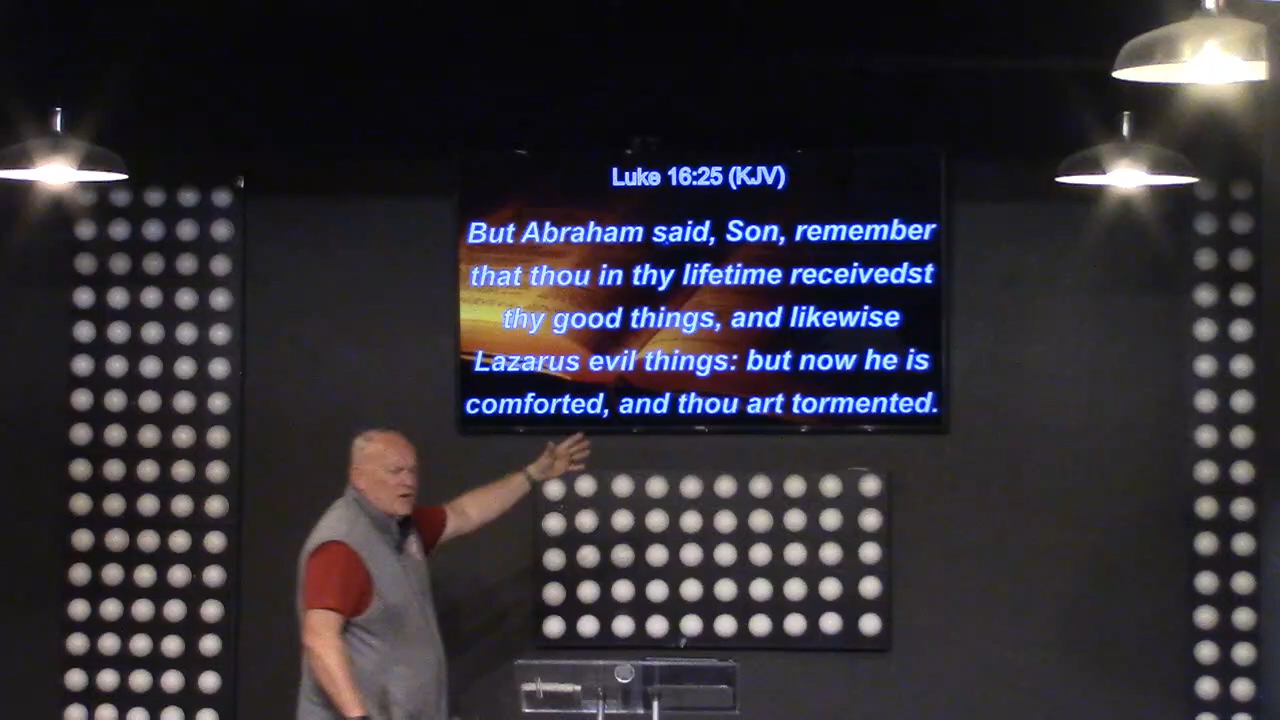 Luke 16:25 (KJV)
But Abraham said, Son, remember
that thou in thy lifetime receivedst
thy good things, and likewise
Lazarus evil things: but now he is
comforted, and thou art tormented.